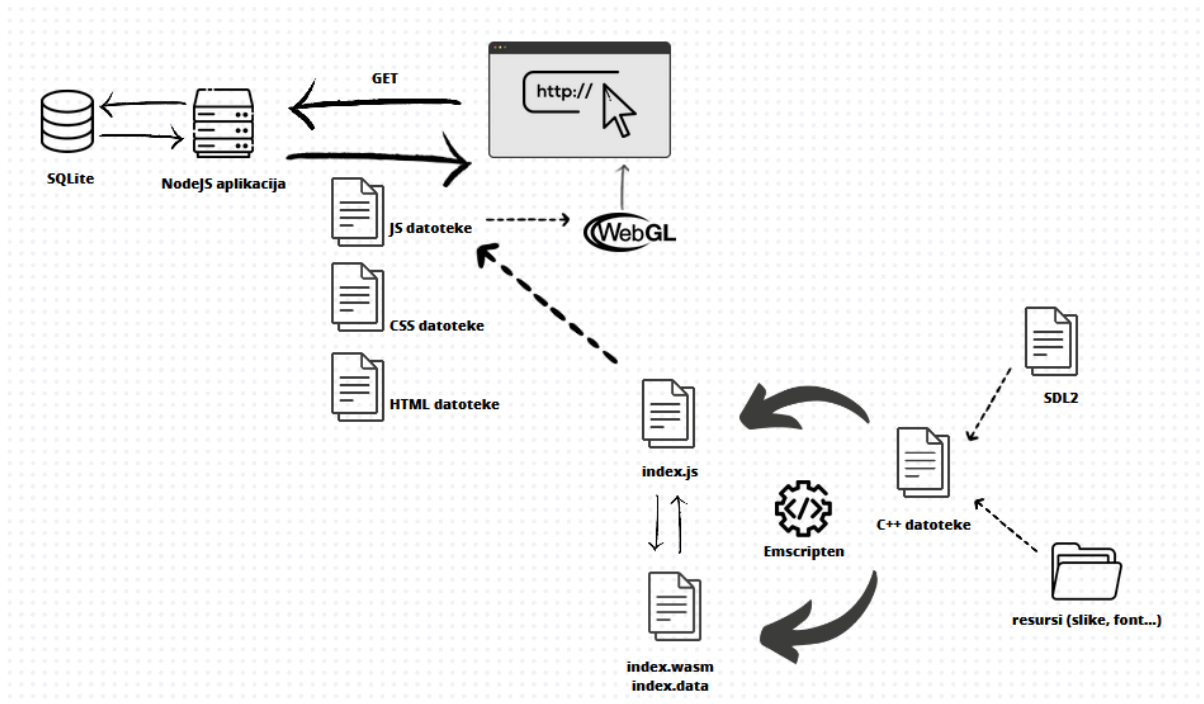 GET
http://
SQLite
NodeJS aplikacija
JS datoteke
WebGL
CSS datoteke
HTML datoteke
SDL2
index.js
C++ datoteke
Emscripten
resursi (slike, font...)
index.wasm
index.data